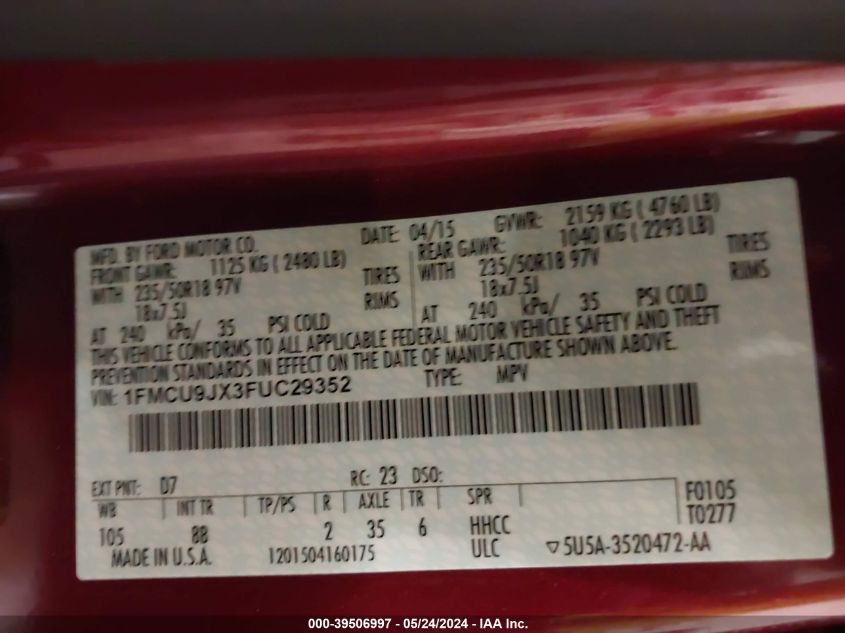 MFD. BY FORD MOTOR CO. DATE: 04/15 GVWR: 2159 KG ( 4760 LB)
FRONT GAWR: 1125 KG ( 2480 LB) REAR GAWR: 1040 KG ( 2293 LB)
WITH 235/50R18 97V TIRES WITH 235/50R18 97V TIRES
18x7.5J RIMS 18x7.5J RIMS
AT 240 kPa/ 35 PSI COLD AT 240 kPa/ 35 PSI COLD
THIS VEHICLE CONFORMS TO ALL APPLICABLE FEDERAL MOTOR VEHICLE SAFETY AND THEFT
PREVENTION STANDARDS IN EFFECT ON THE DATE OF MANUFACTURE SHOWN ABOVE.
VIN: 1FMCU9JX3FUC29352 TYPE: MPV
EXT PNT: D7 RC: 23 DSO:
WB INT TR TP/PS R AXLE TR SPR F0105
105 88 2 35 6 HHCC T0277
MADE IN U.S.A. 1201504160175 ULC ▽5U5A-3520472-AA
000-39506997 - 05/24/2024 - IAA Inc.